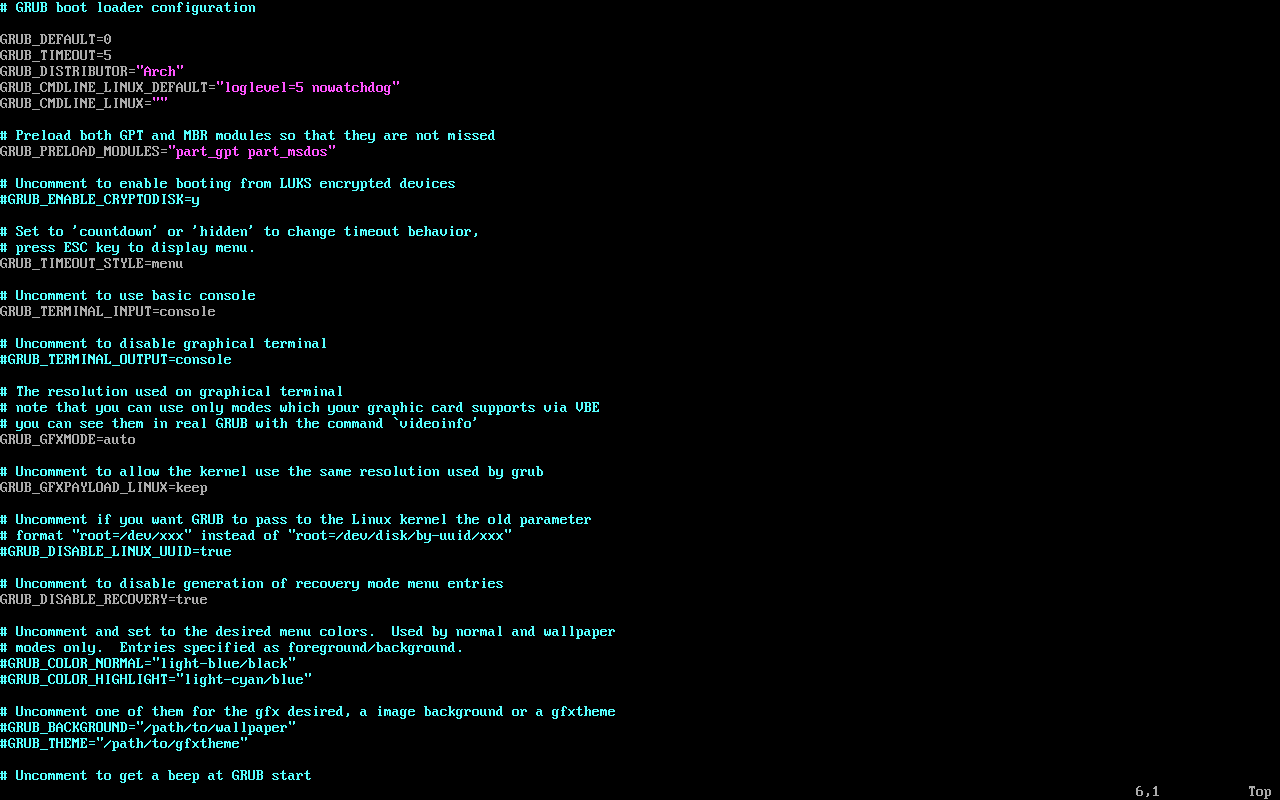 # GRUB boot loader configuration

GRUB_DEFAULT=0
GRUB_TIMEOUT=5
GRUB_DISTRIBUTOR="Arch"
GRUB_CMDLINE_LINUX_DEFAULT="loglevel=5 nowatchdog"
GRUB_CMDLINE_LINUX=""

# Preload both GPT and MBR modules so that they are not missed
GRUB_PRELOAD_MODULES="part_gpt part_msdos"

# Uncomment to enable booting from LUKS encrypted devices
#GRUB_ENABLE_CRYPTODISK=y

# Set to 'countdown' or 'hidden' to change timeout behavior,
# press ESC key to display menu.
GRUB_TIMEOUT_STYLE=menu

# Uncomment to use basic console
GRUB_TERMINAL_INPUT=console

# Uncomment to disable graphical terminal
#GRUB_TERMINAL_OUTPUT=console

# The resolution used on graphical terminal
# note that you can use only modes which your graphic card supports via VBE
# you can see them in real GRUB with the command `videoinfo'
GRUB_GFXMODE=auto

# Uncomment to allow the kernel use the same resolution used by grub
GRUB_GFXPAYLOAD_LINUX=keep

# Uncomment if you want GRUB to pass to the Linux kernel the old parameter
# format "root=/dev/xxx" instead of "root=/dev/disk/by-uuid/xxx"
#GRUB_DISABLE_LINUX_UUID=true

# Uncomment to disable generation of recovery mode menu entries
GRUB_DISABLE_RECOVERY=true

# Uncomment and set to the desired menu colors.  Used by normal and wallpaper
# modes only.  Entries specified as foreground/background.
#GRUB_COLOR_NORMAL="light-blue/black"
#GRUB_COLOR_HIGHLIGHT="light-cyan/blue"

# Uncomment one of them for the gfx desired, a image background or a gfxtheme
#GRUB_BACKGROUND="/path/to/wallpaper"
#GRUB_THEME="/path/to/gfxtheme"

# Uncomment to get a beep at GRUB start
6,1 Top